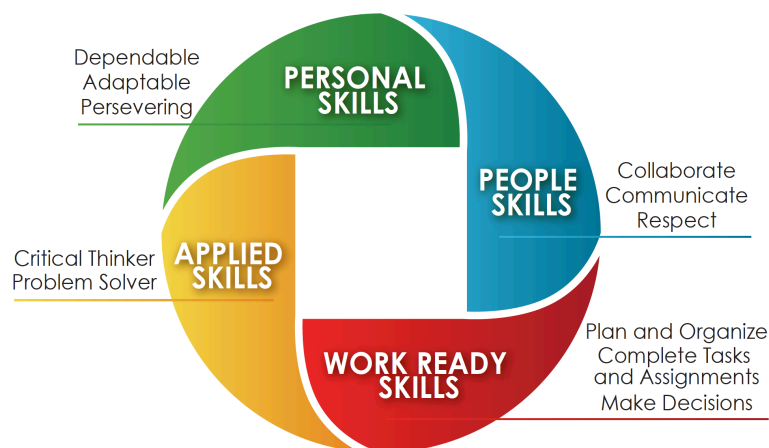 Dependable
Adaptable
Persevering
PERSONAL
SKILLS
PEOPLE
SKILLS
Collaborate
Communicate
Respect
Critical Thinker
Problem Solver
APPLIED
SKILLS
WORK READY
SKILLS
Plan and Organize
Complete Tasks
and Assignments
Make Decisions